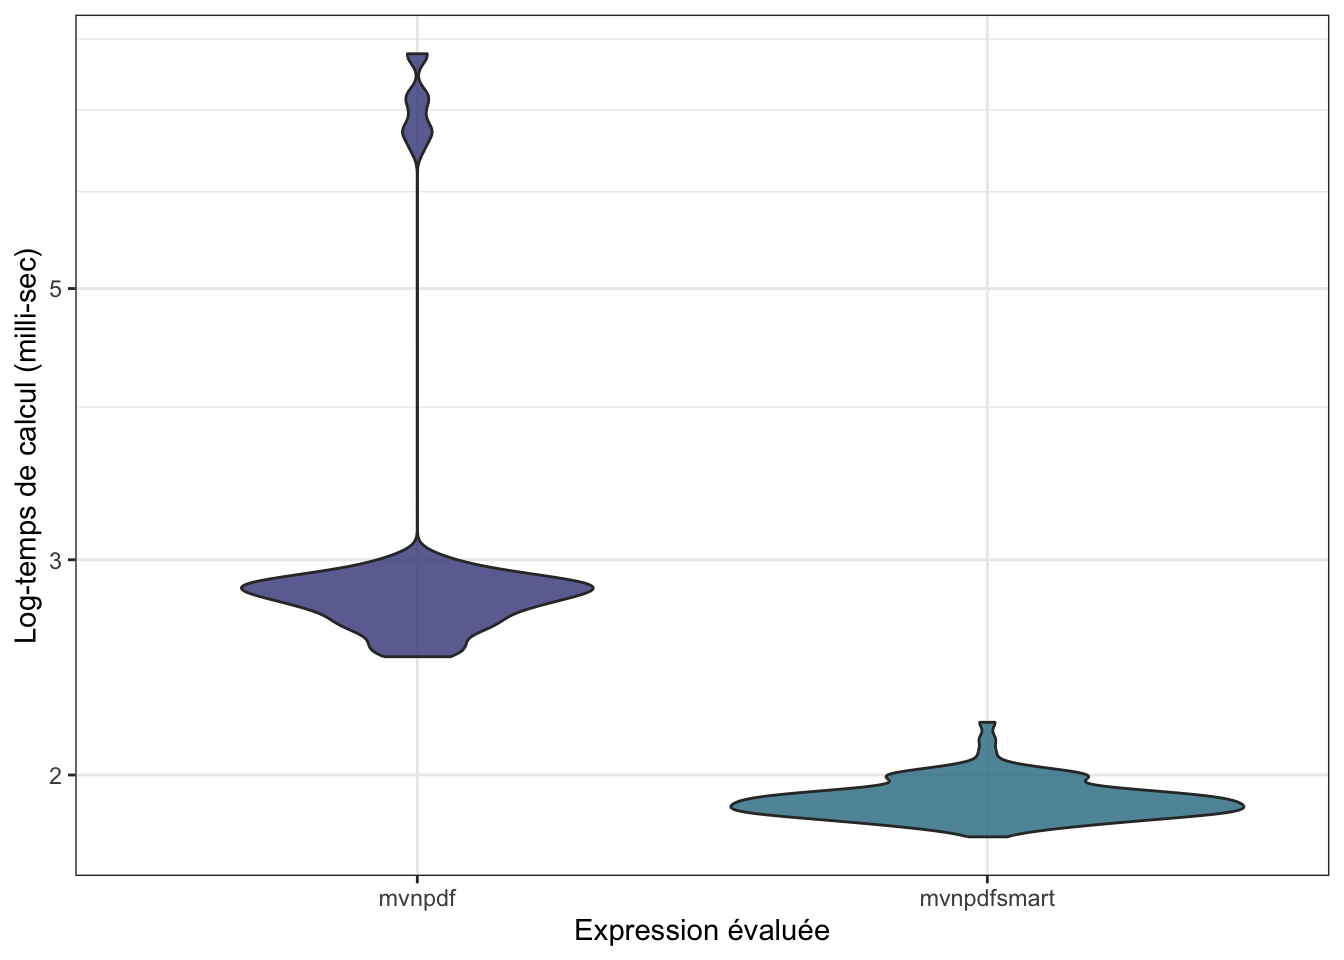 Log-temps de calcul (milli-sec)
5
3
2
mvnpdf
mvnpdfsmart
Expression évaluée